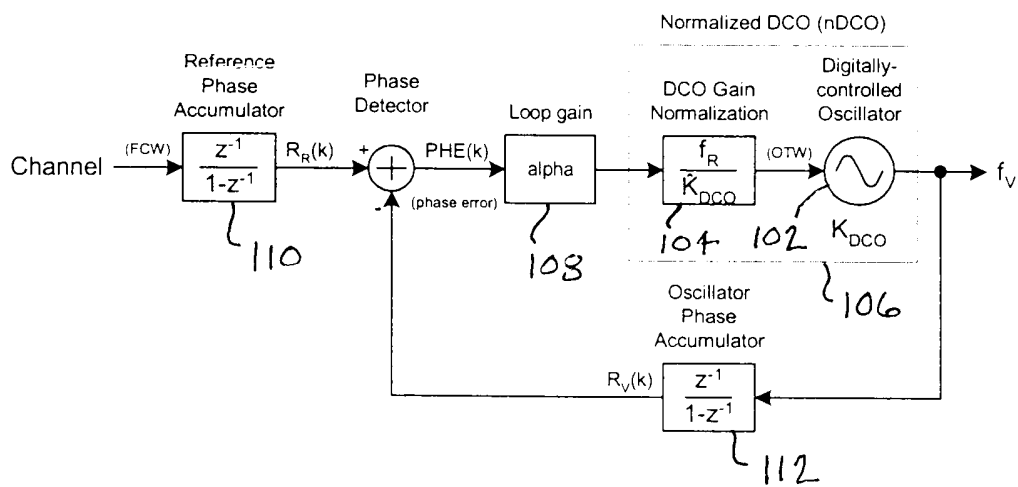 Normalized DCO (nDCO)
Reference
Phase
Accumulator
Phase
Detector
Loop gain
DCO Gain
Normalization
Digitally-
controlled
Oscillator
Channel
(FCW)
z⁻¹
1-z⁻¹
R_R(k)
+
+
-
PHE(k)
(phase error)
alpha
f_R
K̂_DCO
(OTW)
K_DCO
f_V
110
108
104
102
106
Oscillator
Phase
Accumulator
R_V(k)
z⁻¹
1-z⁻¹
112